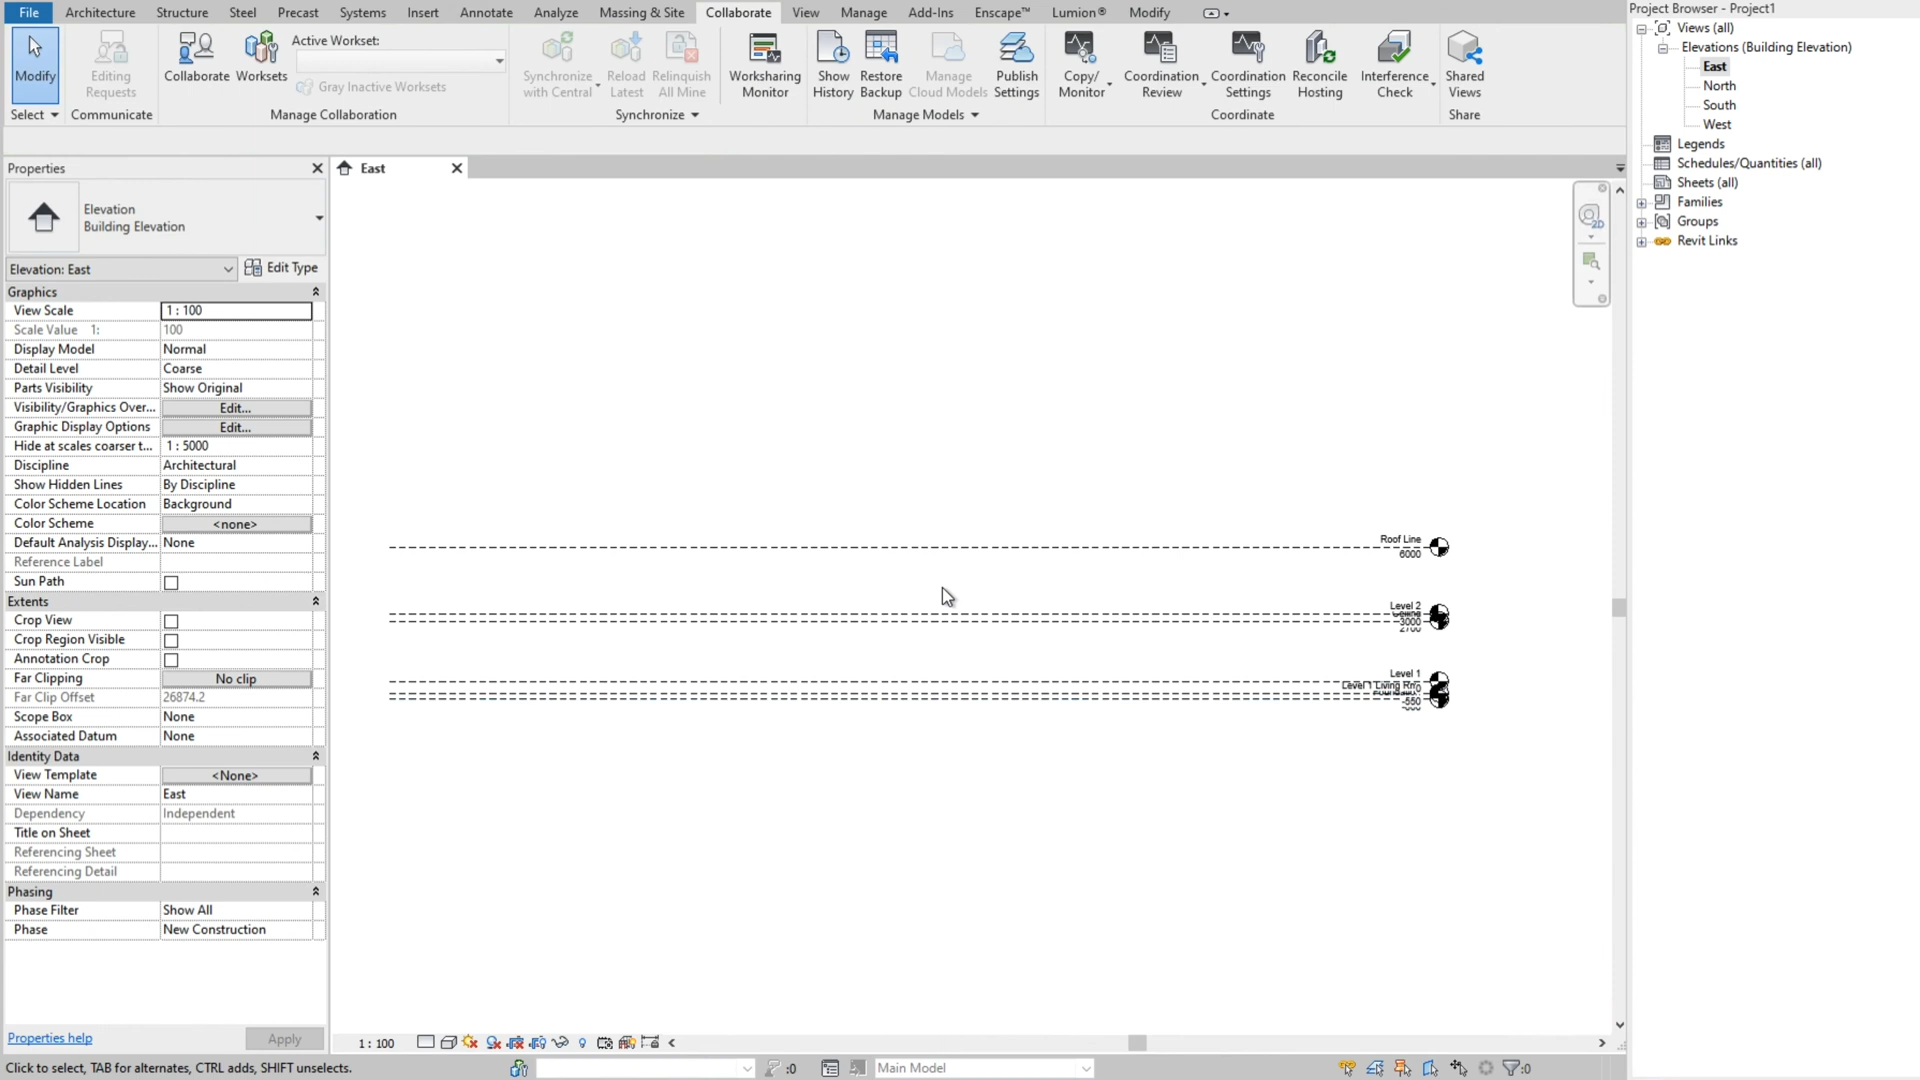 File Architecture Structure Steel Precast Systems Insert Annotate Analyze Massing & Site Collaborate View Manage Add-Ins Enscape™ Lumion® Modify
Modify
Select
Editing
Requests
Communicate
Collaborate
Worksets
Active Workset:
Gray Inactive Worksets
Manage Collaboration
Synchronize
with Central
Reload
Latest
Relinquish
All Mine
Synchronize
Worksharing
Monitor
Show
History
Restore
Backup
Manage
Cloud Models
Publish
Settings
Manage Models
Copy/
Monitor
Coordination
Review
Coordination
Settings
Reconcile
Hosting
Interference
Check
Coordinate
Shared
Views
Share
Properties
Elevation
Building Elevation
Elevation: East
Edit Type
Graphics
View Scale 1 : 100
Scale Value 1: 100
Display Model Normal
Detail Level Coarse
Parts Visibility Show Original
Visibility/Graphics Over... Edit...
Graphic Display Options Edit...
Hide at scales coarser t... 1 : 5000
Discipline Architectural
Show Hidden Lines By Discipline
Color Scheme Location Background
Color Scheme <none>
Default Analysis Display... None
Reference Label
Sun Path
Extents
Crop View
Crop Region Visible
Annotation Crop
Far Clipping No clip
Far Clip Offset 26874.2
Scope Box None
Associated Datum None
Identity Data
View Template <None>
View Name East
Dependency Independent
Title on Sheet
Referencing Sheet
Referencing Detail
Phasing
Phase Filter Show All
Phase New Construction
Properties help
Apply
East
2D
Roof Line
6000
Level 2
3000
2700
Level 1
Level 1 Living Rm
0
-550
1 : 100
Click to select, TAB for alternates, CTRL adds, SHIFT unselects.
:0
Main Model
:0
Project Browser - Project1
Views (all)
Elevations (Building Elevation)
East
North
South
West
Legends
Schedules/Quantities (all)
Sheets (all)
Families
Groups
Revit Links